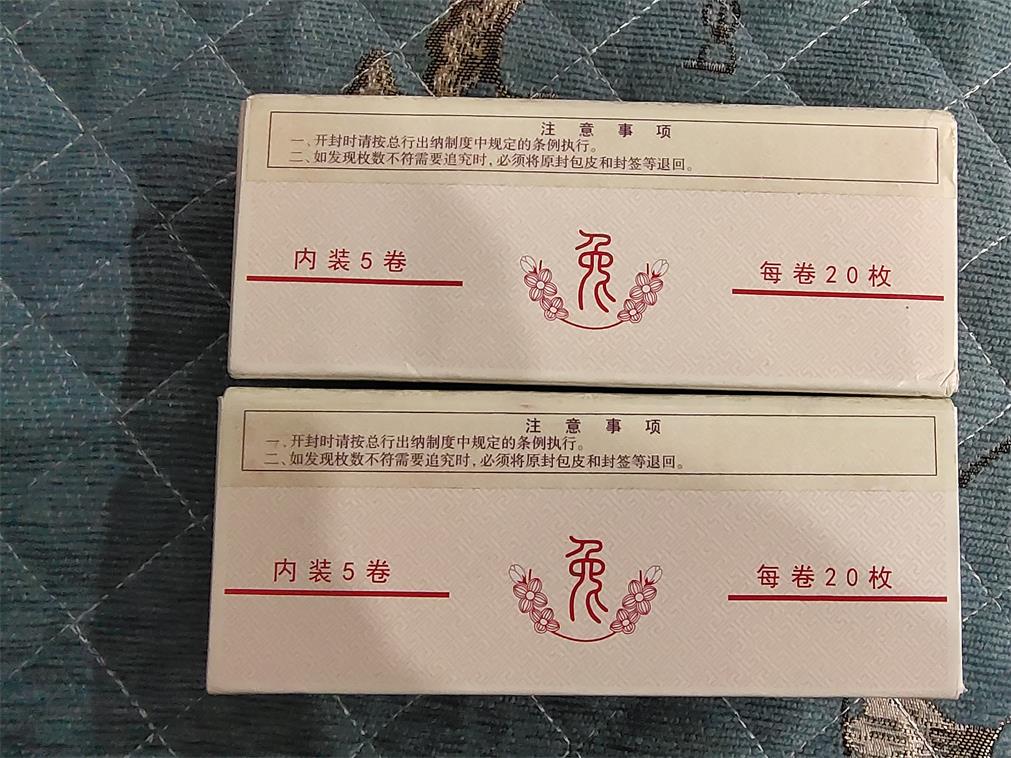 注意事项
一、开封时请按总行出纳制度中规定的条例执行。
二、如发现枚数不符需要追究时，必须将原封包皮和封签等退回。
内装5卷
兔
每卷20枚
注意事项
一、开封时请按总行出纳制度中规定的条例执行。
二、如发现枚数不符需要追究时，必须将原封包皮和封签等退回。
内装5卷
兔
每卷20枚